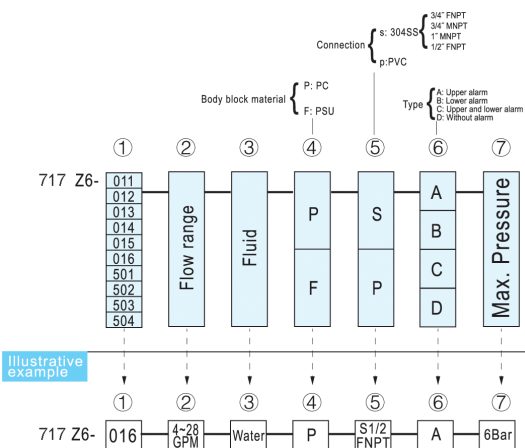 3/4″ FNPT
3/4″ MNPT
1″ MNPT
1/2″ FNPT
s: 304SS
Connection
p:PVC
P: PC
Body block material
F: PSU
A: Upper alarm
B: Lower alarm
C: Upper and lower alarm
D: Without alarm
Type
① ② ③ ④ ⑤ ⑥ ⑦
717 Z6-
011
012
013
014
015
016
501
502
503
504
Flow range
Fluid
P
F
S
P
A
B
C
D
Max. Pressure
Illustrative
example
① ② ③ ④ ⑤ ⑥ ⑦
717 Z6- 016 4~28 GPM Water P S1/2 FNPT A 6Bar